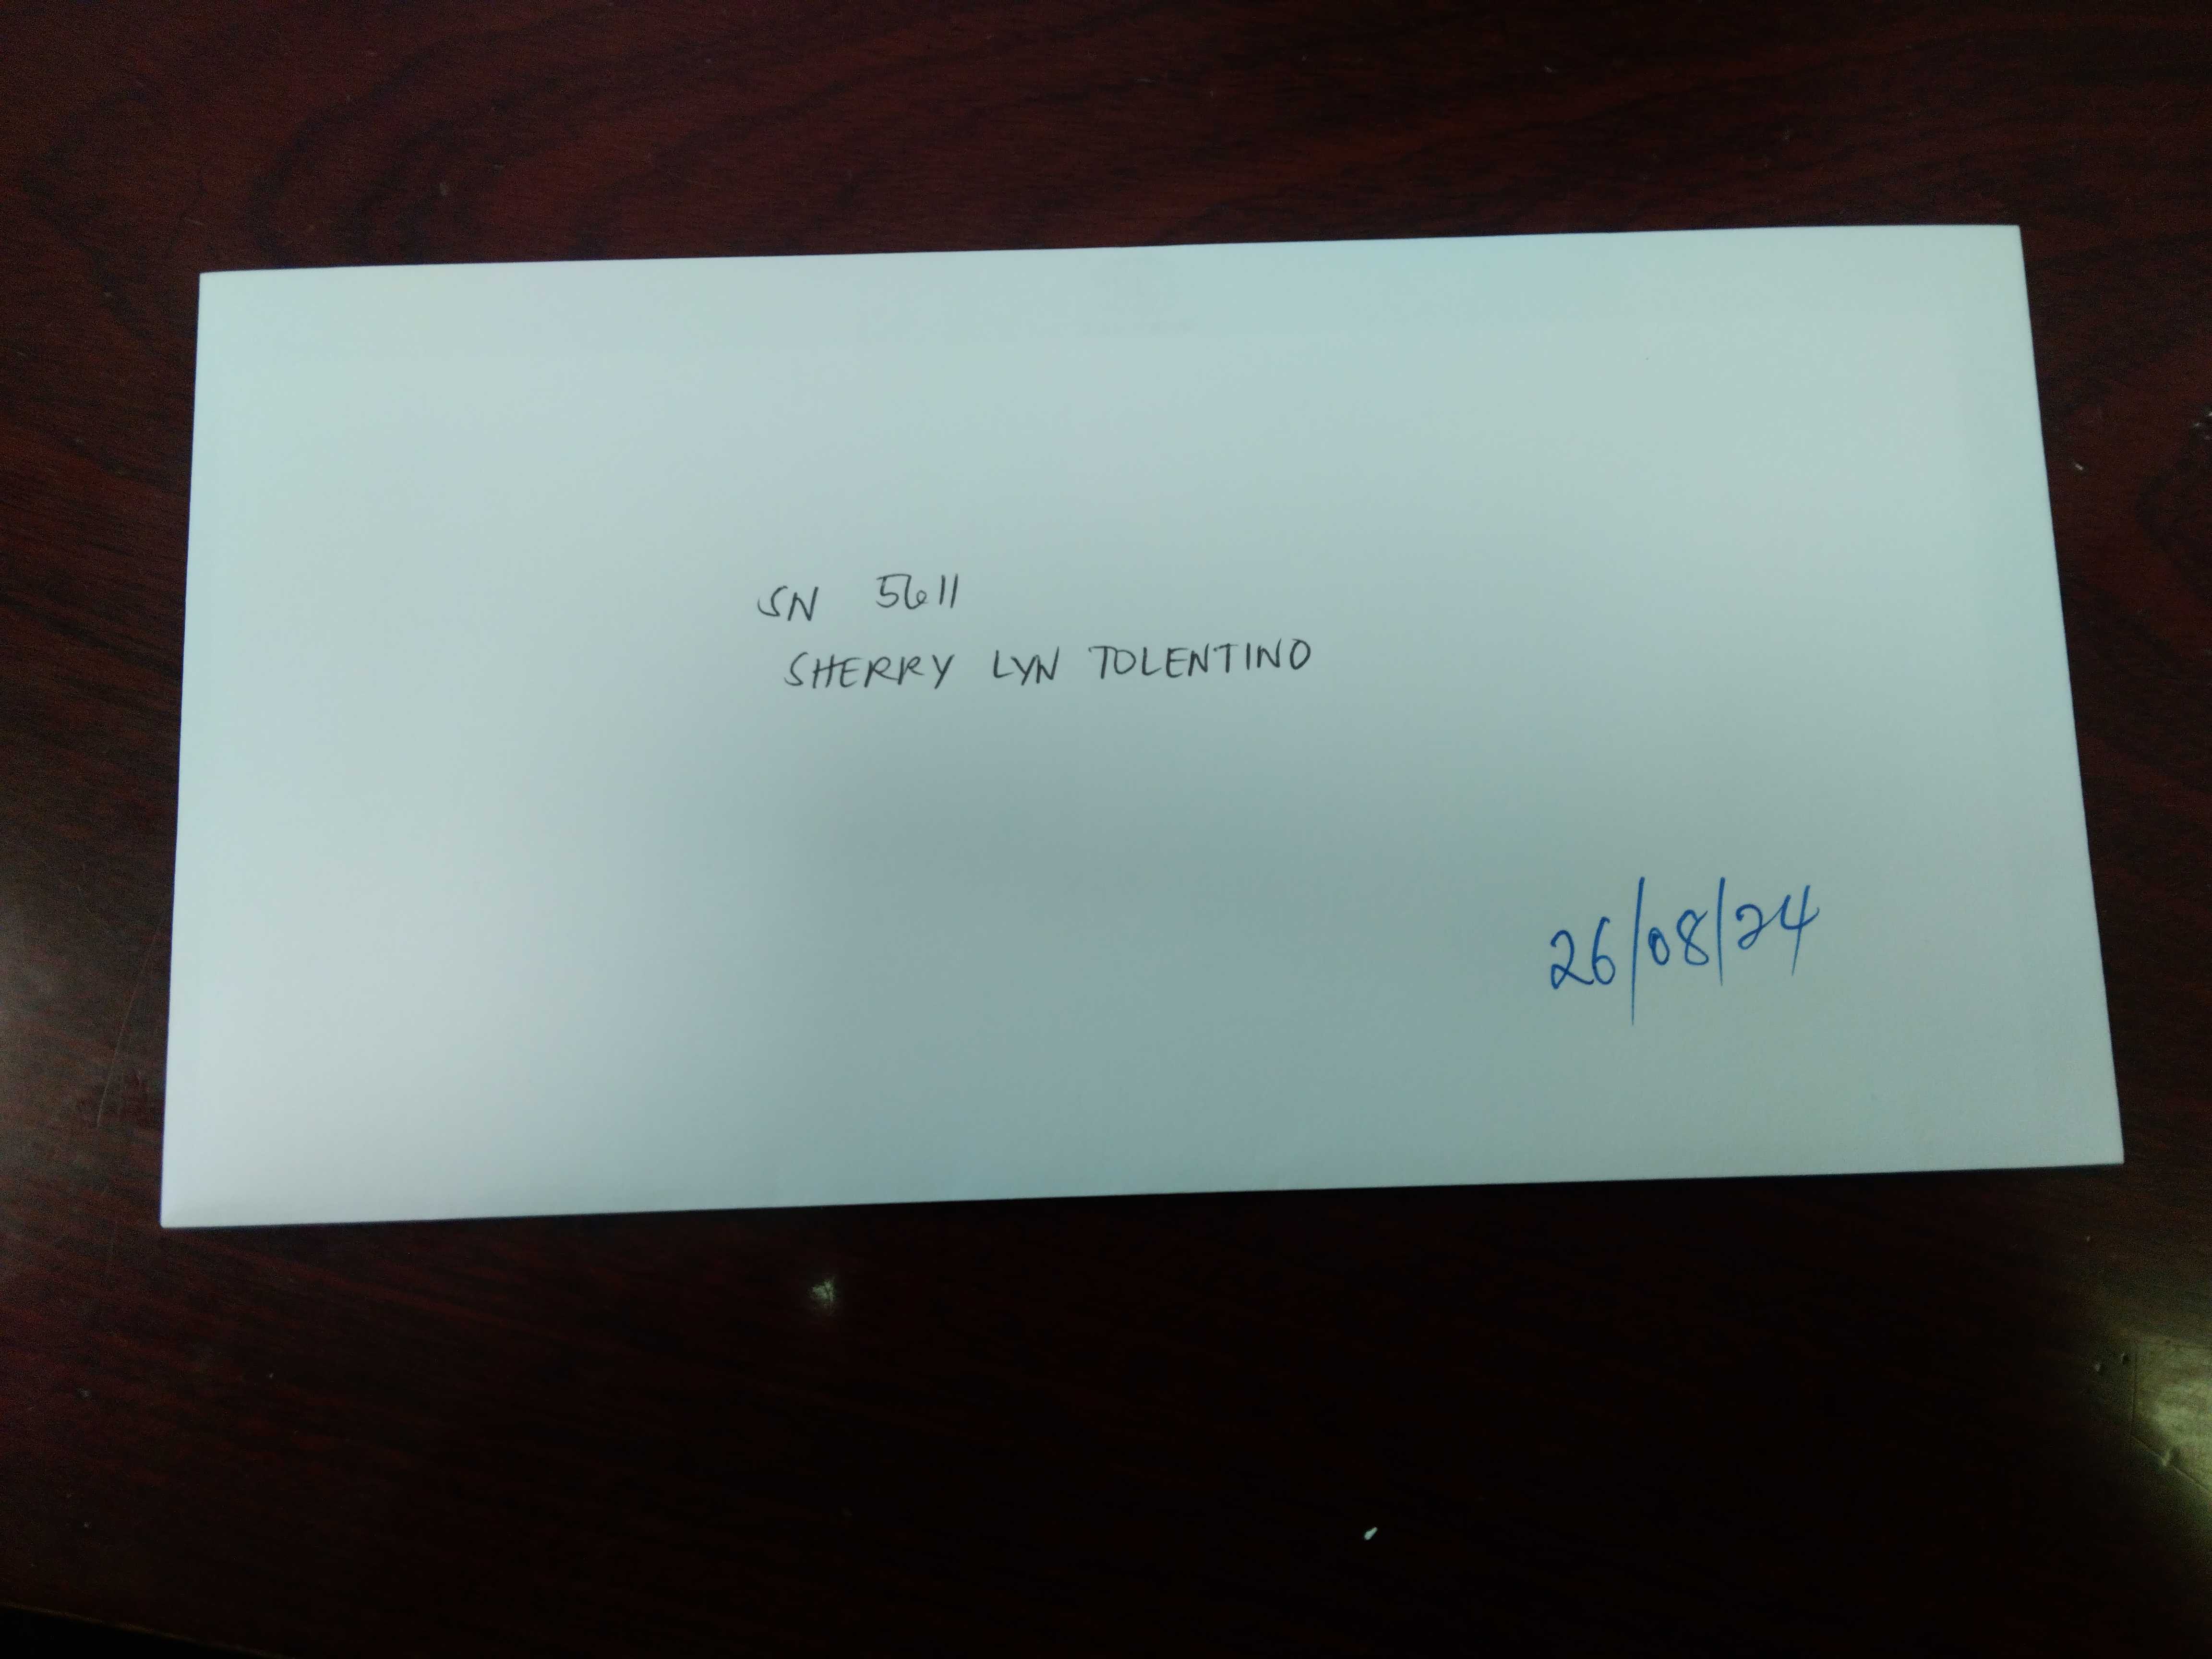 SN 5611
SHERRY LYN TOLENTINO
26/08/24